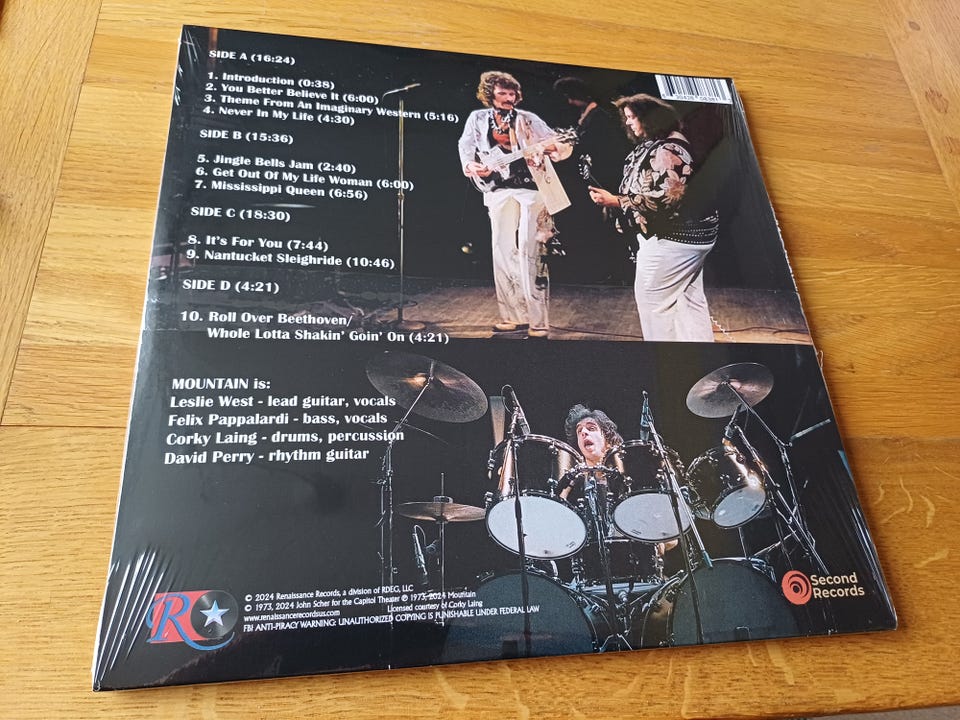 SIDE A (16:24)
1. Introduction (0:38)
2. You Better Believe It (6:00)
3. Theme From An Imaginary Western (5:16)
4. Never In My Life (4:30)
SIDE B (15:36)
5. Jingle Bells Jam (2:40)
6. Get Out Of My Life Woman (6:00)
7. Mississippi Queen (6:56)
SIDE C (18:30)
8. It's For You (7:44)
9. Nantucket Sleighride (10:46)
SIDE D (4:21)
10. Roll Over Beethoven/
Whole Lotta Shakin' Goin' On (4:21)
MOUNTAIN is:
Leslie West - lead guitar, vocals
Felix Pappalardi - bass, vocals
Corky Laing - drums, percussion
David Perry - rhythm guitar
R
© 2024 Renaissance Records, a division of RDEG, LLC
© 1973, 2024 John Scher for the Capitol Theater ℗ 1973, 2024 Mountain
www.renaissancerecordsus.com Licensed courtesy of Corky Laing
FBI ANTI-PIRACY WARNING: UNAUTHORIZED COPYING IS PUNISHABLE UNDER FEDERAL LAW
Second
Records